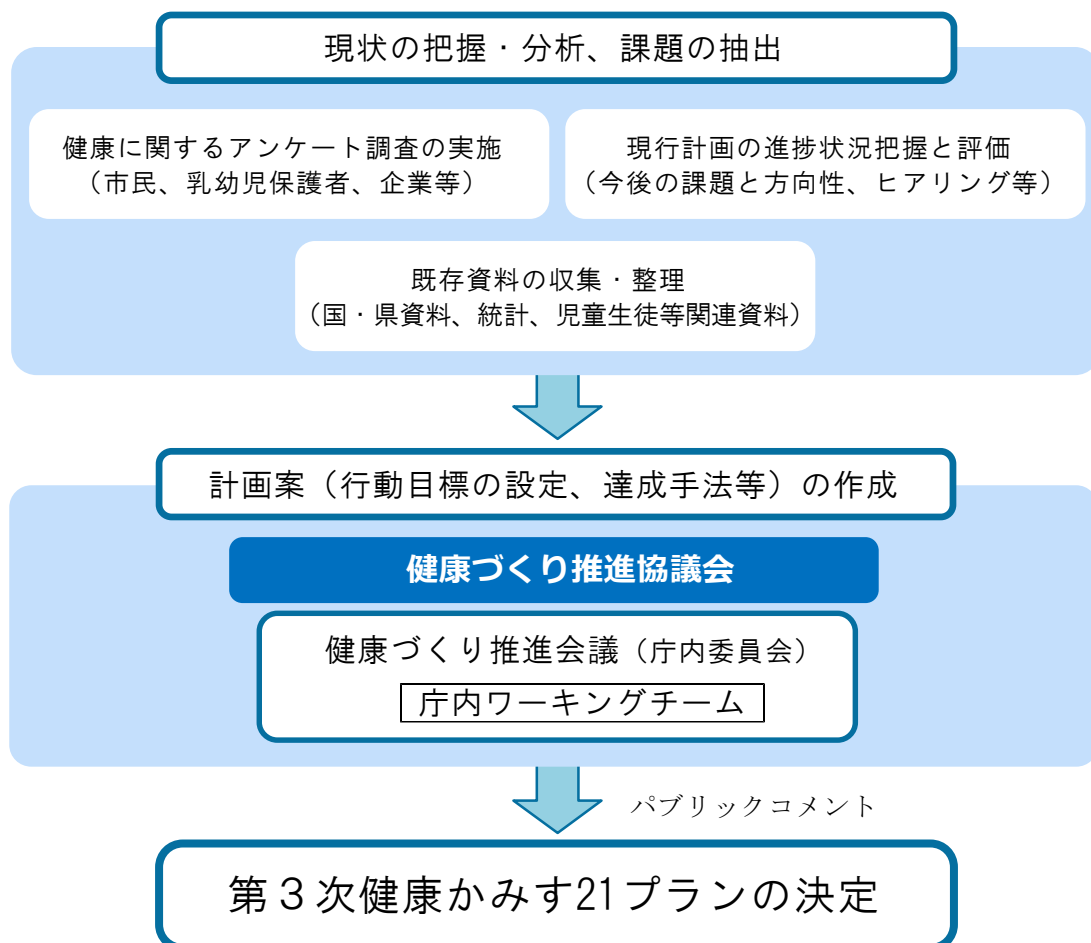 現状の把握・分析、課題の抽出
健康に関するアンケート調査の実施
（市民、乳幼児保護者、企業等）
現行計画の進捗状況把握と評価
（今後の課題と方向性、ヒアリング等）
既存資料の収集・整理
（国・県資料、統計、児童生徒等関連資料）
計画案（行動目標の設定、達成手法等）の作成
健康づくり推進協議会
健康づくり推進会議（庁内委員会）
庁内ワーキングチーム
パブリックコメント
第３次健康かみす21プランの決定